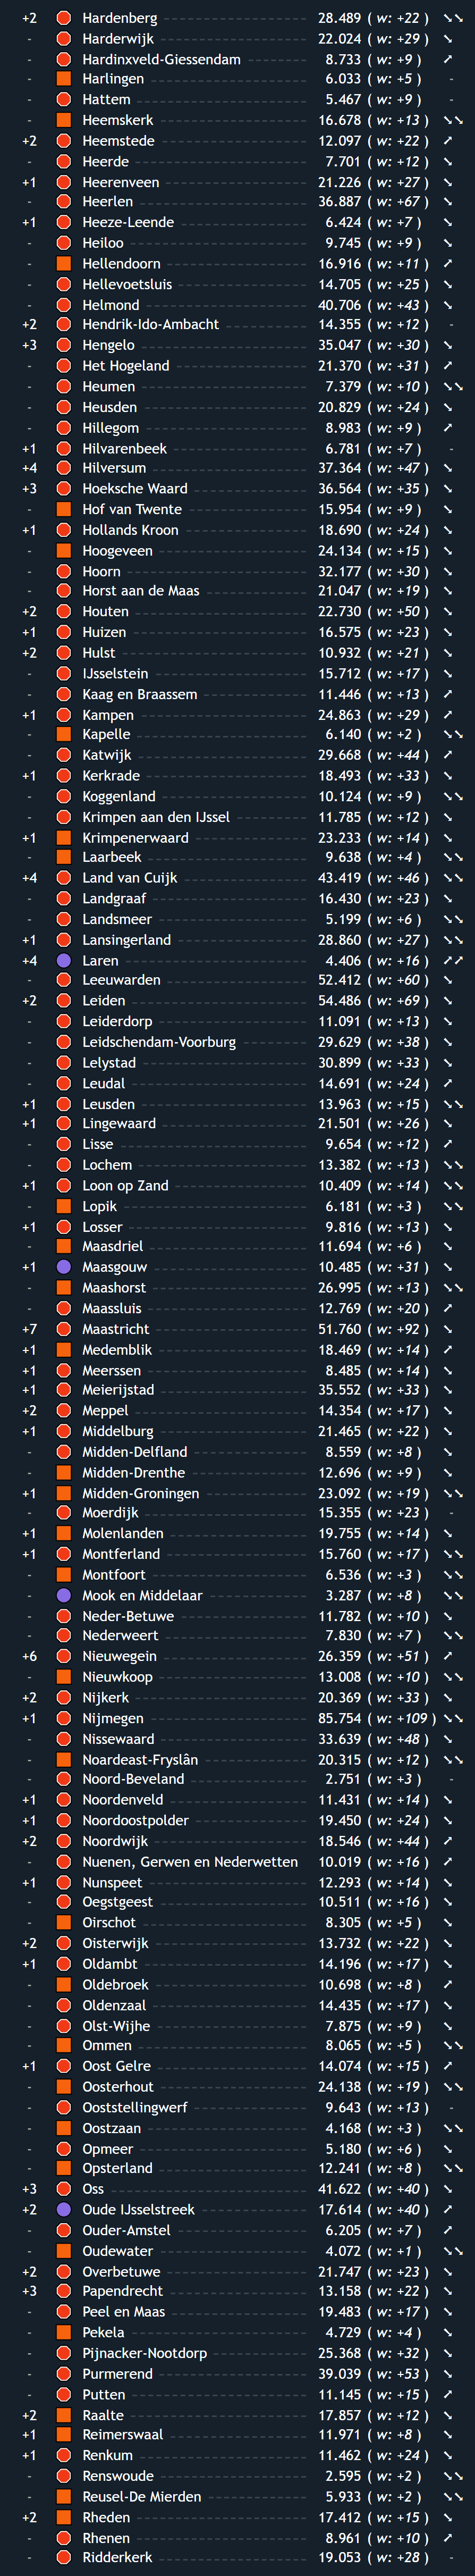 +2 Hardenberg 28.489 ( w: +22 ) ↘↘
- Harderwijk 22.024 ( w: +29 ) ↘
- Hardinxveld-Giessendam 8.733 ( w: +9 ) ↗
- Harlingen 6.033 ( w: +5 ) -
- Hattem 5.467 ( w: +9 ) -
- Heemskerk 16.678 ( w: +13 ) ↘↘
+2 Heemstede 12.097 ( w: +22 ) ↗
- Heerde 7.701 ( w: +12 ) ↘
+1 Heerenveen 21.226 ( w: +27 ) ↘
- Heerlen 36.887 ( w: +67 ) ↘
+1 Heeze-Leende 6.424 ( w: +7 ) ↘
- Heiloo 9.745 ( w: +9 ) ↘
- Hellendoorn 16.916 ( w: +11 ) ↗
- Hellevoetsluis 14.705 ( w: +25 ) ↘
- Helmond 40.706 ( w: +43 ) ↘
+2 Hendrik-Ido-Ambacht 14.355 ( w: +12 ) -
+3 Hengelo 35.047 ( w: +30 ) ↘
- Het Hogeland 21.370 ( w: +31 ) ↗
- Heumen 7.379 ( w: +10 ) ↘↘
- Heusden 20.829 ( w: +24 ) ↘
- Hillegom 8.983 ( w: +9 ) ↗
+1 Hilvarenbeek 6.781 ( w: +7 ) -
+4 Hilversum 37.364 ( w: +47 ) ↘
+3 Hoeksche Waard 36.564 ( w: +35 ) ↘
- Hof van Twente 15.954 ( w: +9 ) ↘
+1 Hollands Kroon 18.690 ( w: +24 ) ↘
- Hoogeveen 24.134 ( w: +15 ) ↘
- Hoorn 32.177 ( w: +30 ) ↘
- Horst aan de Maas 21.047 ( w: +19 ) ↘
+2 Houten 22.730 ( w: +50 ) ↘
+1 Huizen 16.575 ( w: +23 ) ↘
+2 Hulst 10.932 ( w: +21 ) ↘
- IJsselstein 15.712 ( w: +17 ) ↘
- Kaag en Braassem 11.446 ( w: +13 ) ↗
+1 Kampen 24.863 ( w: +29 ) ↗
- Kapelle 6.140 ( w: +2 ) ↘↘
- Katwijk 29.668 ( w: +44 ) ↗
+1 Kerkrade 18.493 ( w: +33 ) ↘
- Koggenland 10.124 ( w: +9 ) ↘↘
- Krimpen aan den IJssel 11.785 ( w: +12 ) ↘
+1 Krimpenerwaard 23.233 ( w: +14 ) ↘
- Laarbeek 9.638 ( w: +4 ) ↘↘
+4 Land van Cuijk 43.419 ( w: +46 ) ↘↘
- Landgraaf 16.430 ( w: +23 ) ↘
- Landsmeer 5.199 ( w: +6 ) ↘↘
+1 Lansingerland 28.860 ( w: +27 ) ↘↘
+4 Laren 4.406 ( w: +16 ) ↗↗
- Leeuwarden 52.412 ( w: +60 ) ↘
+2 Leiden 54.486 ( w: +69 ) ↘
- Leiderdorp 11.091 ( w: +13 ) ↘
- Leidschendam-Voorburg 29.629 ( w: +38 ) ↘
- Lelystad 30.899 ( w: +33 ) ↘
- Leudal 14.691 ( w: +24 ) ↗
+1 Leusden 13.963 ( w: +15 ) ↘↘
+1 Lingewaard 21.501 ( w: +26 ) ↘
- Lisse 9.654 ( w: +12 ) ↗
- Lochem 13.382 ( w: +13 ) ↘↘
+1 Loon op Zand 10.409 ( w: +14 ) ↘↘
- Lopik 6.181 ( w: +3 ) ↘↘
+1 Losser 9.816 ( w: +13 ) ↘
- Maasdriel 11.694 ( w: +6 ) ↘
+1 Maasgouw 10.485 ( w: +31 ) ↘
- Maashorst 26.995 ( w: +13 ) ↘↘
- Maassluis 12.769 ( w: +20 ) ↗
+7 Maastricht 51.760 ( w: +92 ) ↘
+1 Medemblik 18.469 ( w: +14 ) ↗
+1 Meerssen 8.485 ( w: +14 ) ↘
+1 Meierijstad 35.552 ( w: +33 ) ↘
+2 Meppel 14.354 ( w: +17 ) ↘
+1 Middelburg 21.465 ( w: +22 ) ↘
- Midden-Delfland 8.559 ( w: +8 ) ↘
- Midden-Drenthe 12.696 ( w: +9 ) ↘
+1 Midden-Groningen 23.092 ( w: +19 ) ↘↘
- Moerdijk 15.355 ( w: +23 ) -
+1 Molenlanden 19.755 ( w: +14 ) ↘
+1 Montferland 15.760 ( w: +17 ) ↘↘
- Montfoort 6.536 ( w: +3 ) ↘↘
- Mook en Middelaar 3.287 ( w: +8 ) ↘↘
- Neder-Betuwe 11.782 ( w: +10 ) ↘
- Nederweert 7.830 ( w: +7 ) ↘↘
+6 Nieuwegein 26.359 ( w: +51 ) ↗
- Nieuwkoop 13.008 ( w: +10 ) ↘↘
+2 Nijkerk 20.369 ( w: +33 ) ↘
+1 Nijmegen 85.754 ( w: +109 ) ↘↘
- Nissewaard 33.639 ( w: +48 ) ↘
- Noardeast-Fryslân 20.315 ( w: +12 ) ↘↘
- Noord-Beveland 2.751 ( w: +3 ) -
+1 Noordenveld 11.431 ( w: +14 ) ↘
+1 Noordoostpolder 19.450 ( w: +24 ) ↘
+2 Noordwijk 18.546 ( w: +44 ) ↗
- Nuenen, Gerwen en Nederwetten 10.019 ( w: +16 ) ↗
+1 Nunspeet 12.293 ( w: +14 ) ↘
- Oegstgeest 10.511 ( w: +16 ) ↘
- Oirschot 8.305 ( w: +5 ) ↘
+2 Oisterwijk 13.732 ( w: +22 ) ↘
+1 Oldambt 14.196 ( w: +17 ) ↘
- Oldebroek 10.698 ( w: +8 ) ↗
- Oldenzaal 14.435 ( w: +17 ) ↘
- Olst-Wijhe 7.875 ( w: +9 ) ↘
- Ommen 8.065 ( w: +5 ) ↘↘
+1 Oost Gelre 14.074 ( w: +15 ) ↗
- Oosterhout 24.138 ( w: +19 ) ↘↘
- Ooststellingwerf 9.643 ( w: +13 ) -
- Oostzaan 4.168 ( w: +3 ) ↘↘
- Opmeer 5.180 ( w: +6 ) ↘
- Opsterland 12.241 ( w: +8 ) ↘↘
+3 Oss 41.622 ( w: +40 ) ↘
+2 Oude IJsselstreek 17.614 ( w: +40 ) ↗
- Ouder-Amstel 6.205 ( w: +7 ) ↗
- Oudewater 4.072 ( w: +1 ) ↘↘
+2 Overbetuwe 21.747 ( w: +23 ) ↘
+3 Papendrecht 13.158 ( w: +22 ) ↘
- Peel en Maas 19.483 ( w: +17 ) ↘
- Pekela 4.729 ( w: +4 ) ↘
- Pijnacker-Nootdorp 25.368 ( w: +32 ) ↘
- Purmerend 39.039 ( w: +53 ) ↘
- Putten 11.145 ( w: +15 ) ↗
+2 Raalte 17.857 ( w: +12 ) ↘
+1 Reimerswaal 11.971 ( w: +8 ) ↘
+1 Renkum 11.462 ( w: +24 ) ↘
- Renswoude 2.595 ( w: +2 ) ↘↘
- Reusel-De Mierden 5.933 ( w: +2 ) ↘↘
+2 Rheden 17.412 ( w: +15 ) ↘
- Rhenen 8.961 ( w: +10 ) ↗
- Ridderkerk 19.053 ( w: +28 ) -